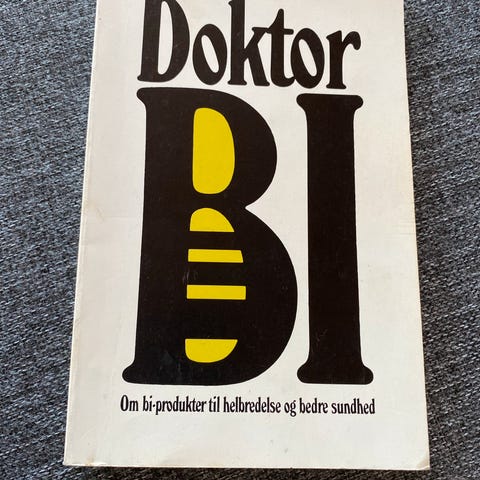 Doktor
BI
Om bi-produkter til helbredelse og bedre sundhed